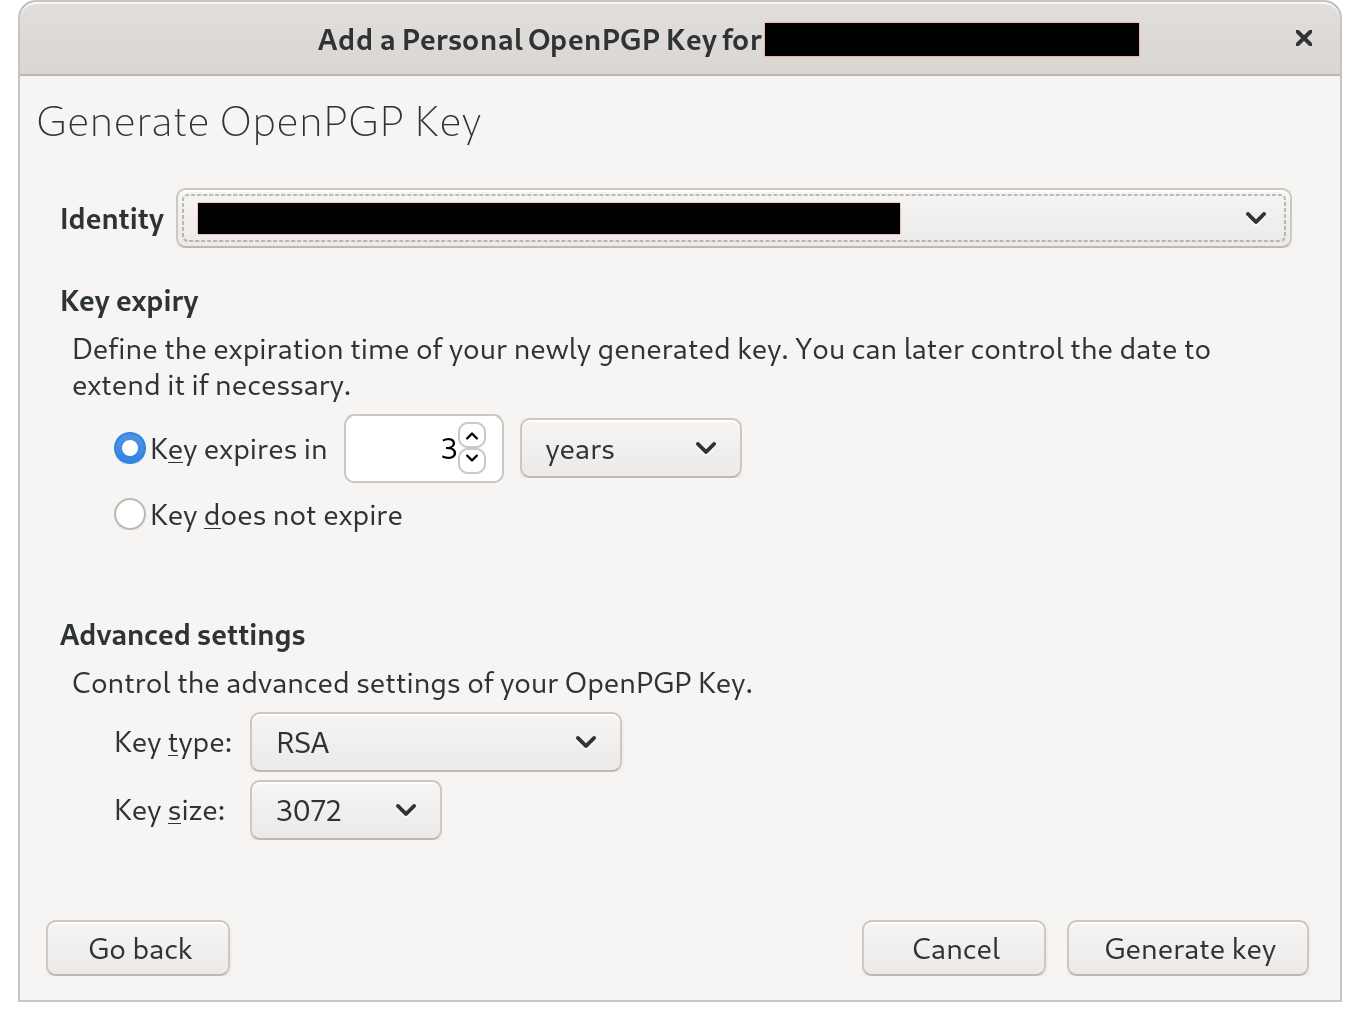 Add a Personal OpenPGP Key for
Generate OpenPGP Key
Identity
Key expiry
Define the expiration time of your newly generated key. You can later control the date to
extend it if necessary.
Key expires in 3 years
Key does not expire
Advanced settings
Control the advanced settings of your OpenPGP Key.
Key type: RSA
Key size: 3072
Go back Cancel Generate key